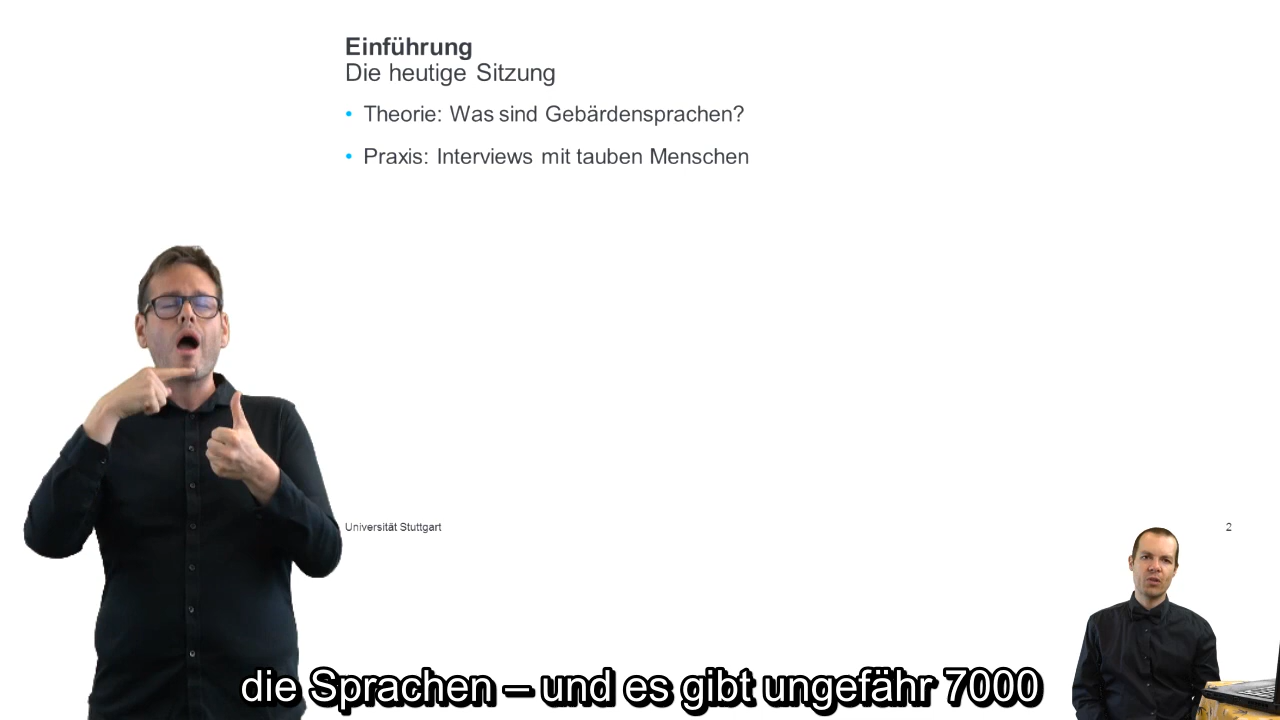 Einführung
Die heutige Sitzung
• Theorie: Was sind Gebärdensprachen?
• Praxis: Interviews mit tauben Menschen
Universität Stuttgart
2
die Sprachen – und es gibt ungefähr 7000